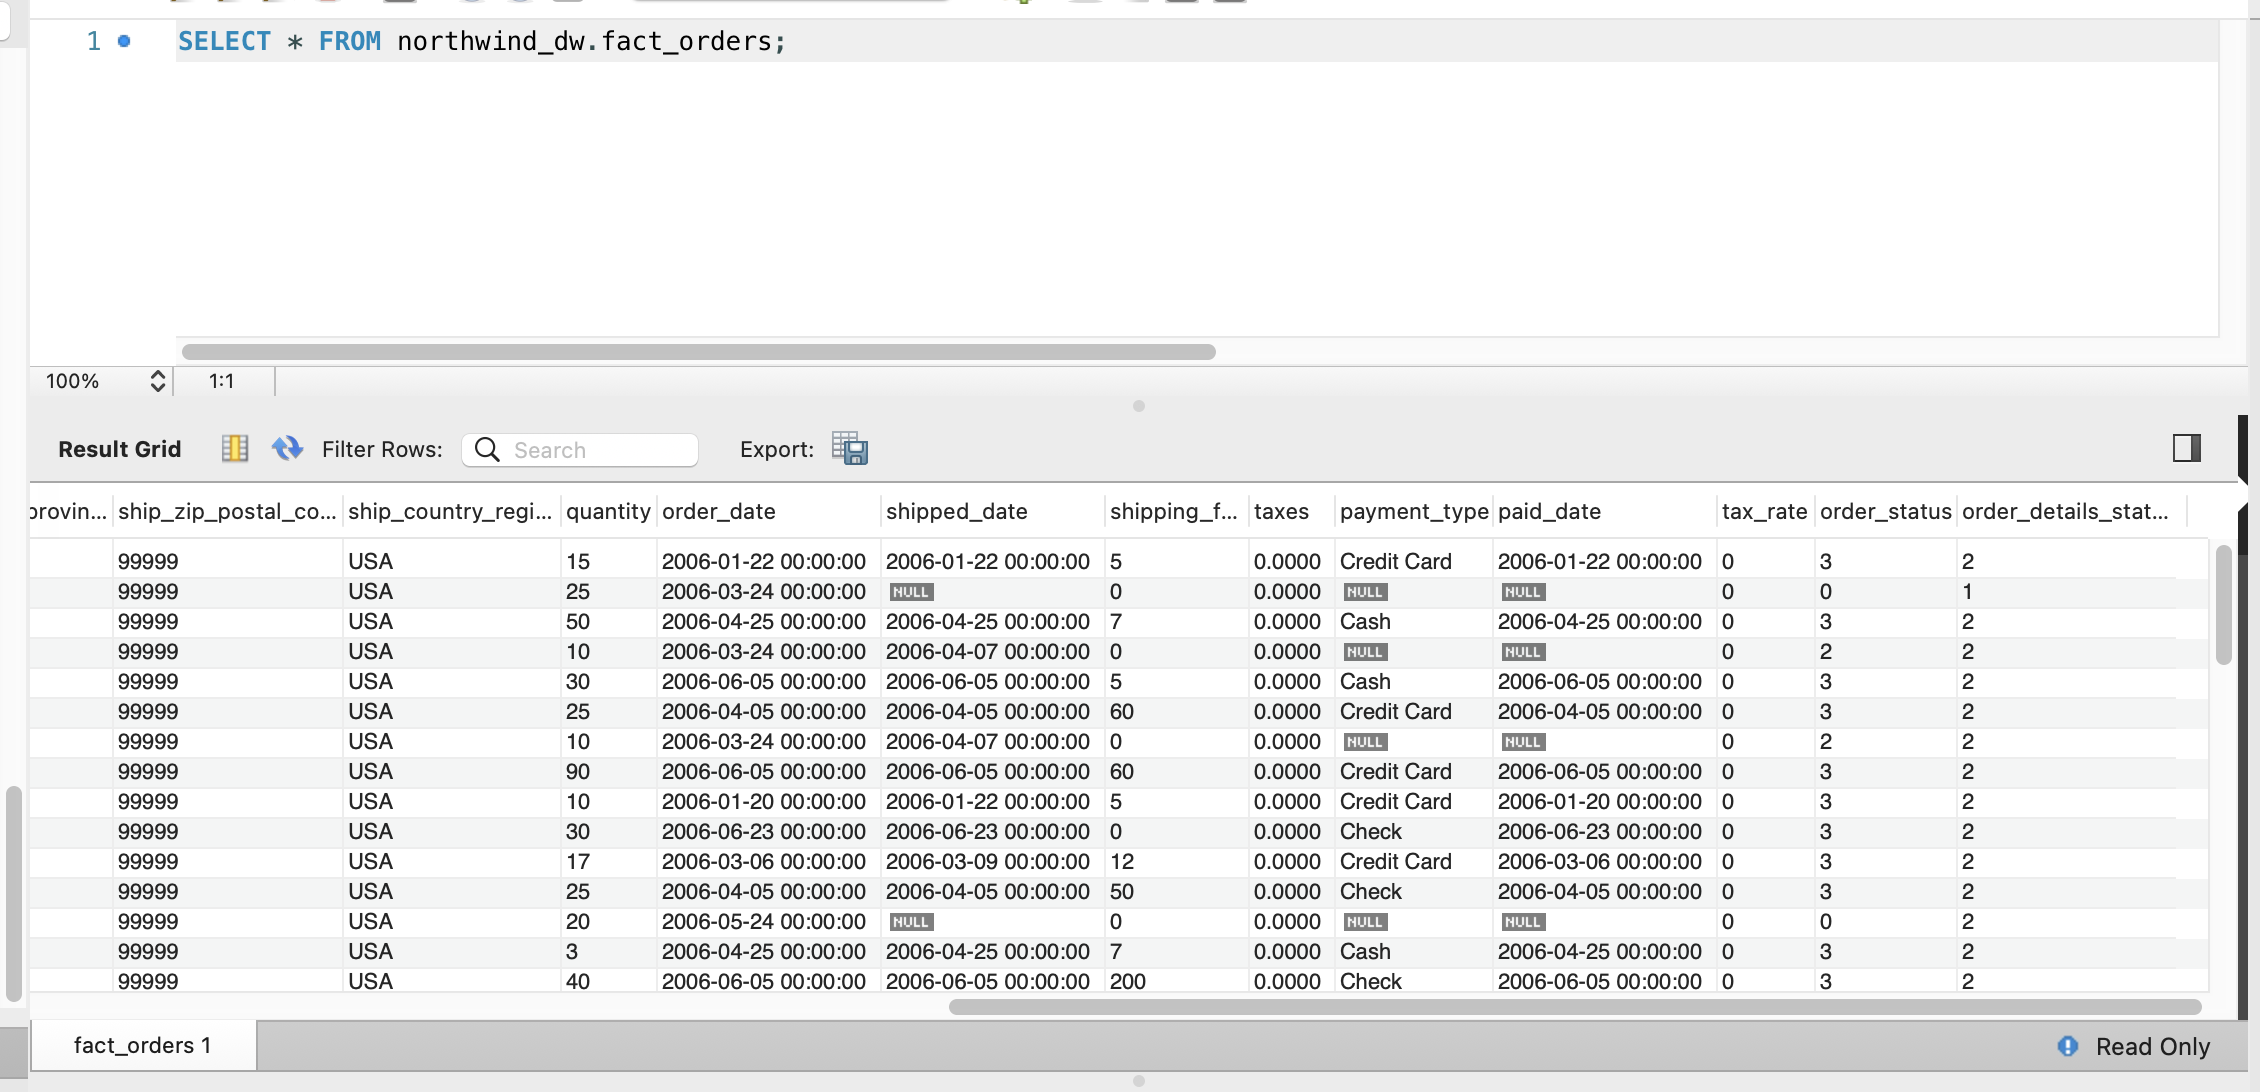 1 SELECT * FROM northwind_dw.fact_orders;
100% 1:1
Result Grid Filter Rows: Search Export:
provin... ship_zip_postal_co... ship_country_regi... quantity order_date shipped_date shipping_f... taxes payment_type paid_date tax_rate order_status order_details_stat...
99999 USA 15 2006-01-22 00:00:00 2006-01-22 00:00:00 5 0.0000 Credit Card 2006-01-22 00:00:00 0 3 2
99999 USA 25 2006-03-24 00:00:00 NULL 0 0.0000 NULL NULL 0 0 1
99999 USA 50 2006-04-25 00:00:00 2006-04-25 00:00:00 7 0.0000 Cash 2006-04-25 00:00:00 0 3 2
99999 USA 10 2006-03-24 00:00:00 2006-04-07 00:00:00 0 0.0000 NULL NULL 0 2 2
99999 USA 30 2006-06-05 00:00:00 2006-06-05 00:00:00 5 0.0000 Cash 2006-06-05 00:00:00 0 3 2
99999 USA 25 2006-04-05 00:00:00 2006-04-05 00:00:00 60 0.0000 Credit Card 2006-04-05 00:00:00 0 3 2
99999 USA 10 2006-03-24 00:00:00 2006-04-07 00:00:00 0 0.0000 NULL NULL 0 2 2
99999 USA 90 2006-06-05 00:00:00 2006-06-05 00:00:00 60 0.0000 Credit Card 2006-06-05 00:00:00 0 3 2
99999 USA 10 2006-01-20 00:00:00 2006-01-22 00:00:00 5 0.0000 Credit Card 2006-01-20 00:00:00 0 3 2
99999 USA 30 2006-06-23 00:00:00 2006-06-23 00:00:00 0 0.0000 Check 2006-06-23 00:00:00 0 3 2
99999 USA 17 2006-03-06 00:00:00 2006-03-09 00:00:00 12 0.0000 Credit Card 2006-03-06 00:00:00 0 3 2
99999 USA 25 2006-04-05 00:00:00 2006-04-05 00:00:00 50 0.0000 Check 2006-04-05 00:00:00 0 3 2
99999 USA 20 2006-05-24 00:00:00 NULL 0 0.0000 NULL NULL 0 0 2
99999 USA 3 2006-04-25 00:00:00 2006-04-25 00:00:00 7 0.0000 Cash 2006-04-25 00:00:00 0 3 2
99999 USA 40 2006-06-05 00:00:00 2006-06-05 00:00:00 200 0.0000 Check 2006-06-05 00:00:00 0 3 2
fact_orders 1 Read Only